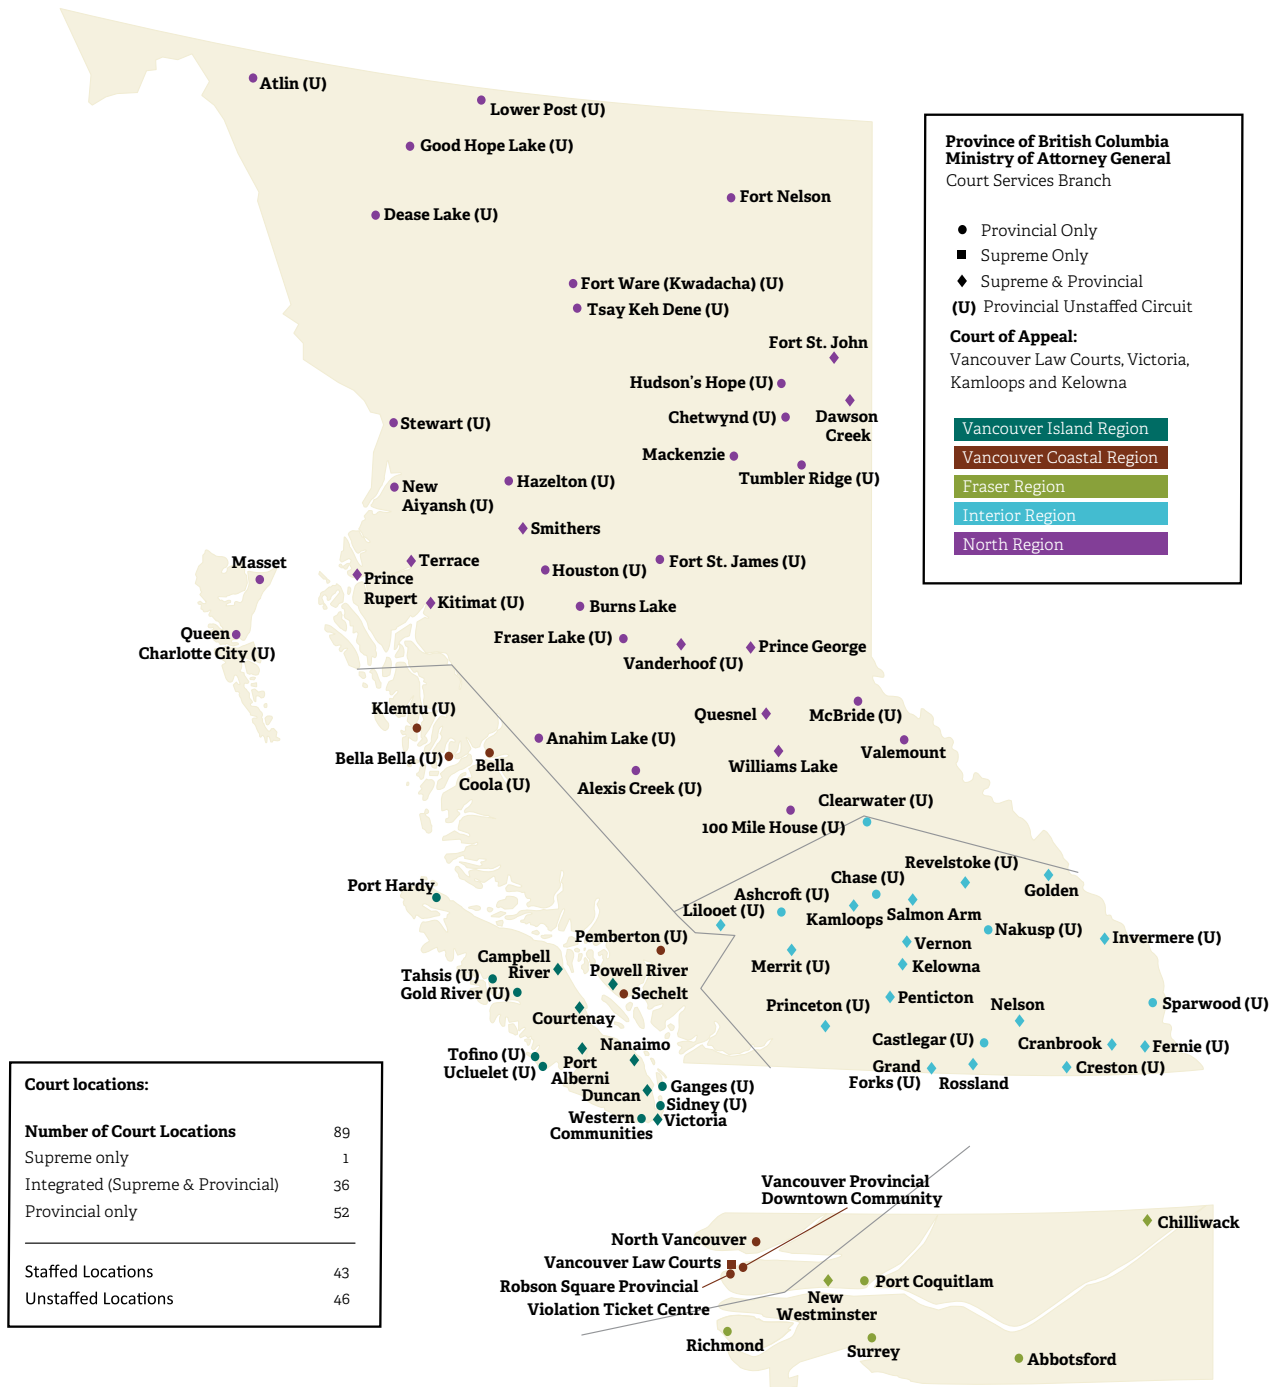 Atlin (U)
Lower Post (U)
Good Hope Lake (U)
Fort Nelson
Dease Lake (U)
Fort Ware (Kwadacha) (U)
Tsay Keh Dene (U)
Fort St. John
Hudson's Hope (U)
Chetwynd (U)
Dawson
Creek
Stewart (U)
Mackenzie
Tumbler Ridge (U)
Hazelton (U)
New
Aiyansh (U)
Smithers
Masset
Terrace
Fort St. James (U)
Houston (U)
Prince
Rupert
Kitimat (U)
Burns Lake
Queen
Charlotte City (U)
Fraser Lake (U)
Vanderhoof (U)
Prince George
Klemtu (U)
Quesnel
McBride (U)
Bella Bella (U)
Bella
Coola (U)
Anahim Lake (U)
Williams Lake
Valemount
Alexis Creek (U)
Clearwater (U)
100 Mile House (U)
Revelstoke (U)
Golden
Chase (U)
Ashcroft (U)
Port Hardy
Lilooet (U)
Kamloops
Salmon Arm
Nakusp (U)
Invermere (U)
Pemberton (U)
Vernon
Merrit (U)
Kelowna
Campbell
River
Powell River
Tahsis (U)
Gold River (U)
Sechelt
Princeton (U)
Penticton
Nelson
Sparwood (U)
Courtenay
Castlegar (U)
Cranbrook
Fernie (U)
Tofino (U)
Ucluelet (U)
Port
Alberni
Nanaimo
Grand
Forks (U)
Rossland
Creston (U)
Duncan
Ganges (U)
Sidney (U)
Western
Communities
Victoria
Province of British Columbia
Ministry of Attorney General
Court Services Branch
Provincial Only
Supreme Only
Supreme & Provincial
(U) Provincial Unstaffed Circuit
Court of Appeal:
Vancouver Law Courts, Victoria,
Kamloops and Kelowna
Vancouver Island Region
Vancouver Coastal Region
Fraser Region
Interior Region
North Region
Court locations:
Number of Court Locations 89
Supreme only 1
Integrated (Supreme & Provincial) 36
Provincial only 52
Staffed Locations 43
Unstaffed Locations 46
Vancouver Provincial
Downtown Community
North Vancouver
Vancouver Law Courts
Robson Square Provincial
Violation Ticket Centre
Chilliwack
Port Coquitlam
New
Westminster
Richmond
Surrey
Abbotsford